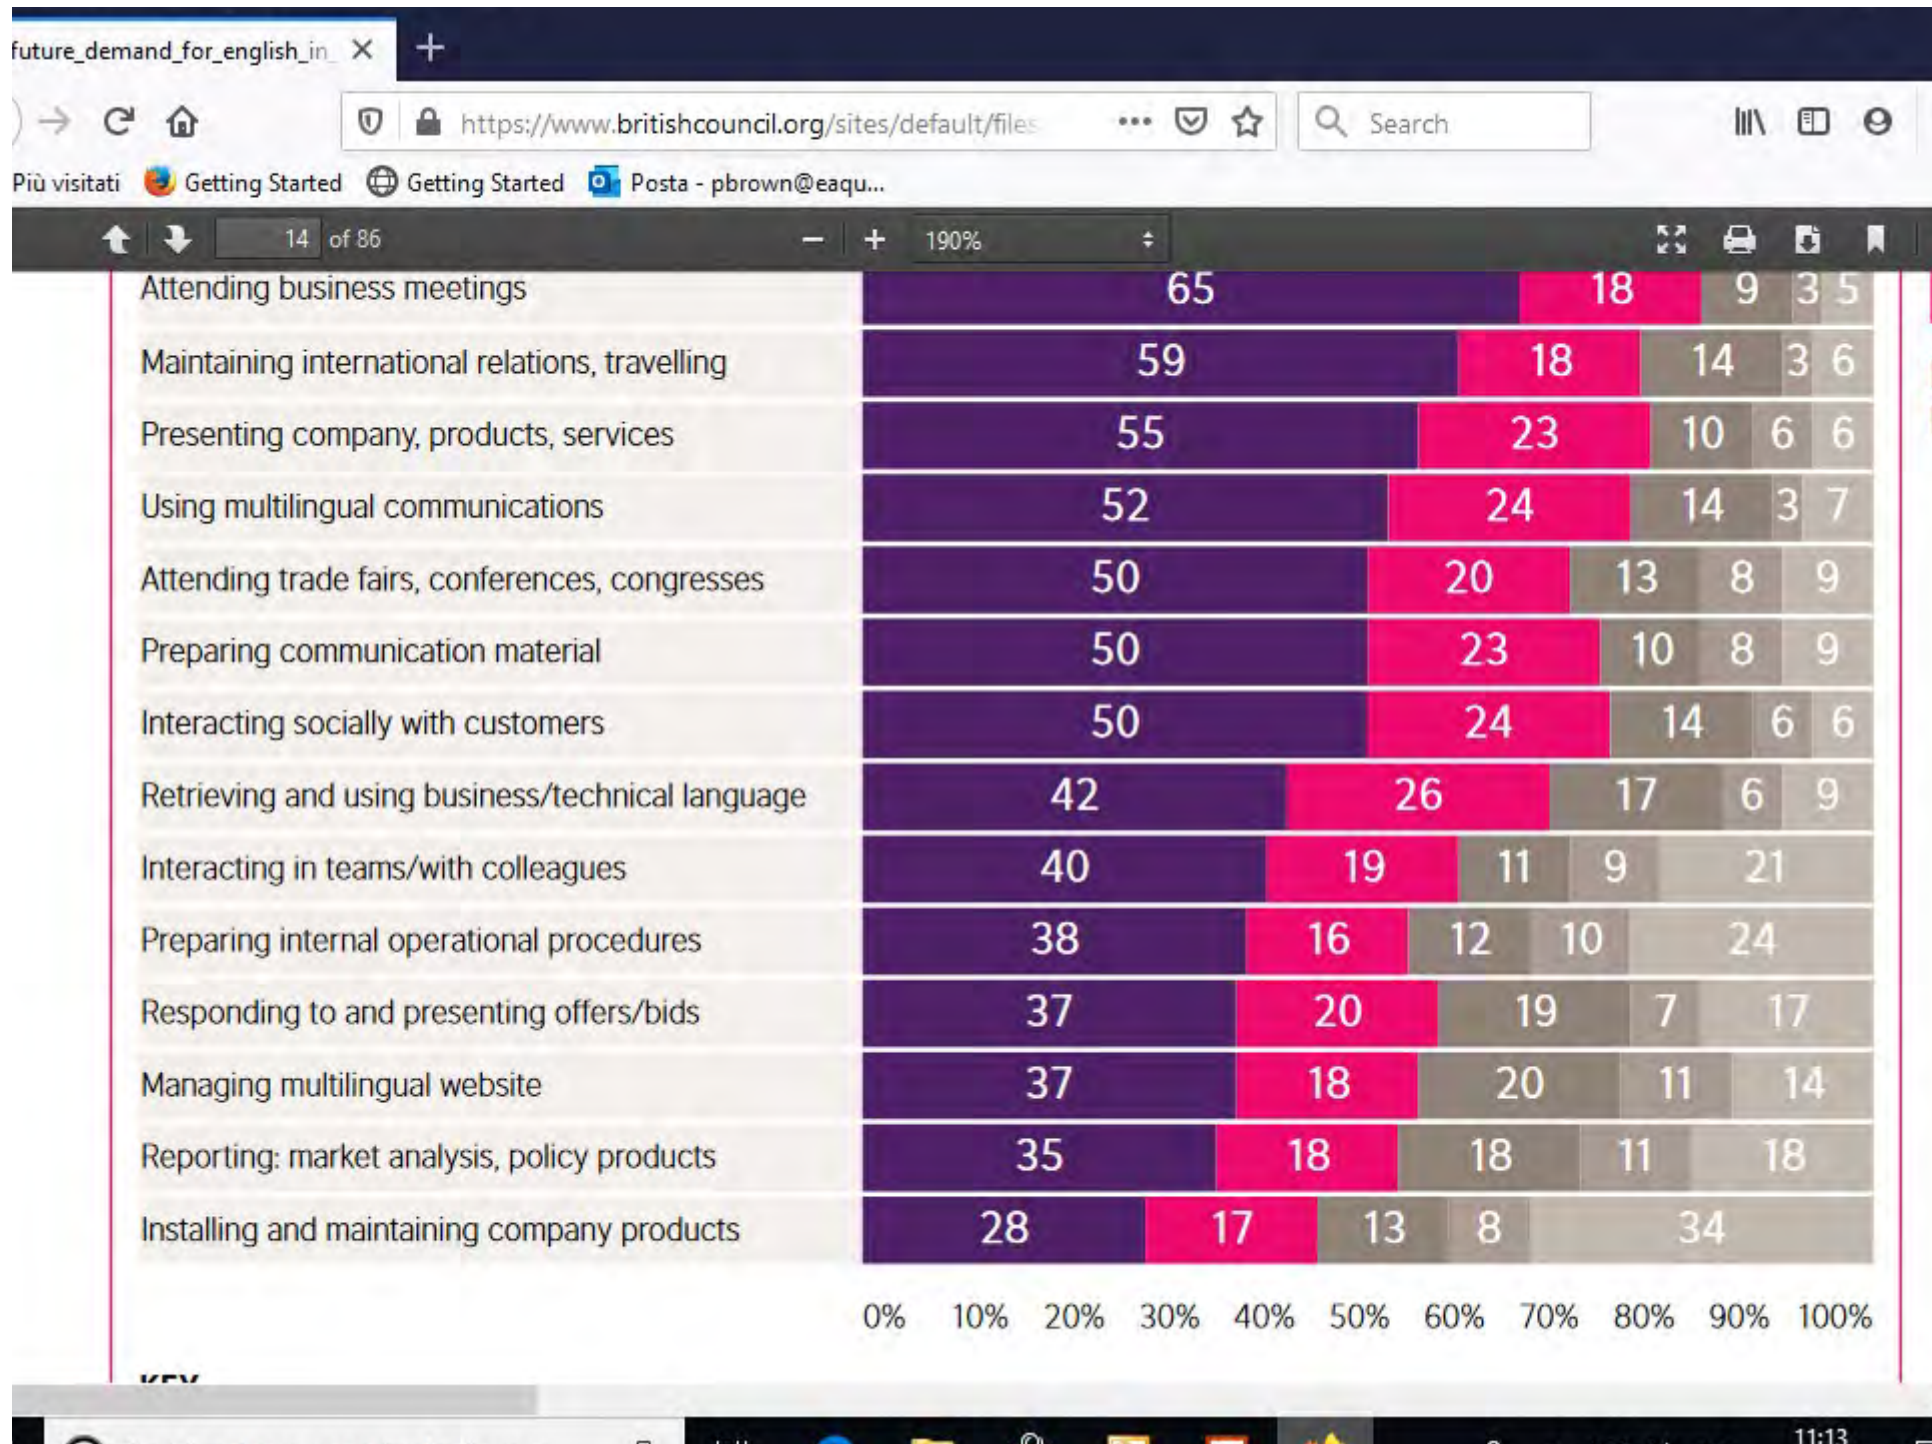 future_demand_for_english_in_
https://www.britishcouncil.org/sites/default/files
Search
Più visitati Getting Started Getting Started Posta - pbrown@eaqu...
14 of 86 190%
Attending business meetings 65 18 9 3 5
Maintaining international relations, travelling 59 18 14 3 6
Presenting company, products, services 55 23 10 6 6
Using multilingual communications 52 24 14 3 7
Attending trade fairs, conferences, congresses 50 20 13 8 9
Preparing communication material 50 23 10 8 9
Interacting socially with customers 50 24 14 6 6
Retrieving and using business/technical language 42 26 17 6 9
Interacting in teams/with colleagues 40 19 11 9 21
Preparing internal operational procedures 38 16 12 10 24
Responding to and presenting offers/bids 37 20 19 7 17
Managing multilingual website 37 18 20 11 14
Reporting: market analysis, policy products 35 18 18 11 18
Installing and maintaining company products 28 17 13 8 34
0% 10% 20% 30% 40% 50% 60% 70% 80% 90% 100%
KEY
11:13